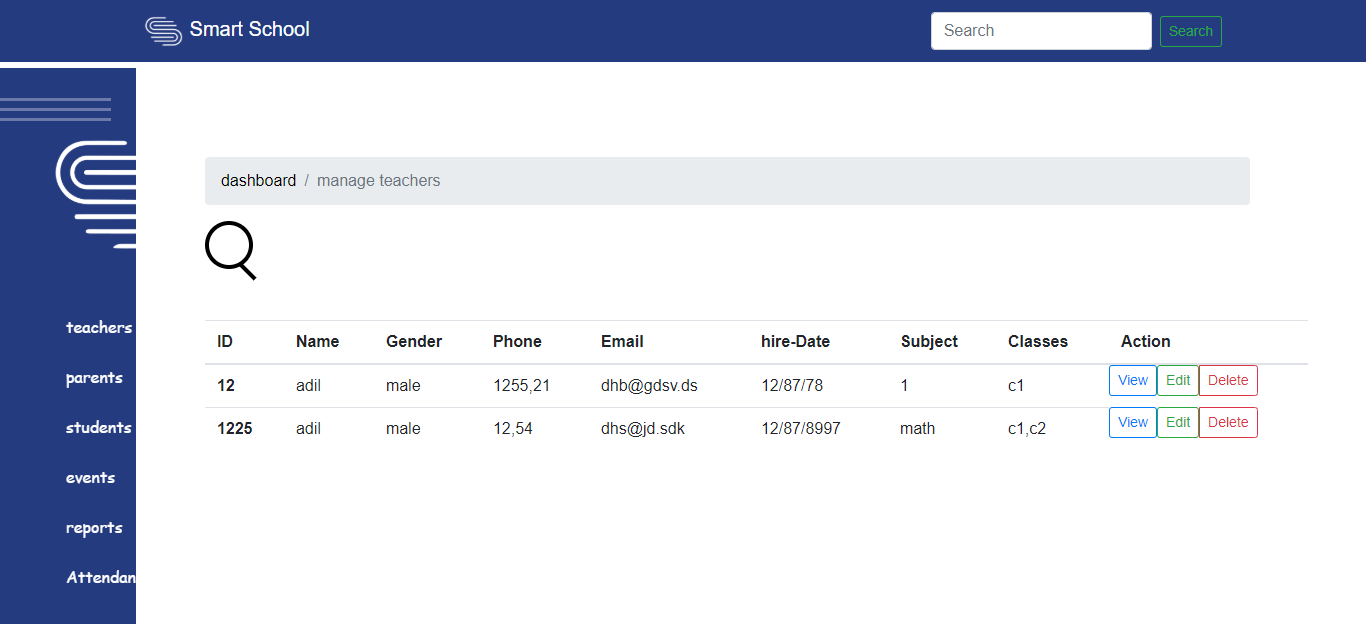 Smart School Search Search
dashboard / manage teachers
ID Name Gender Phone Email hire-Date Subject Classes Action
12 adil male 1255,21 dhb@gdsv.ds 12/87/78 1 c1 View Edit Delete
1225 adil male 12,54 dhs@jd.sdk 12/87/8997 math c1,c2 View Edit Delete
teachers
parents
students
events
reports
Attendan